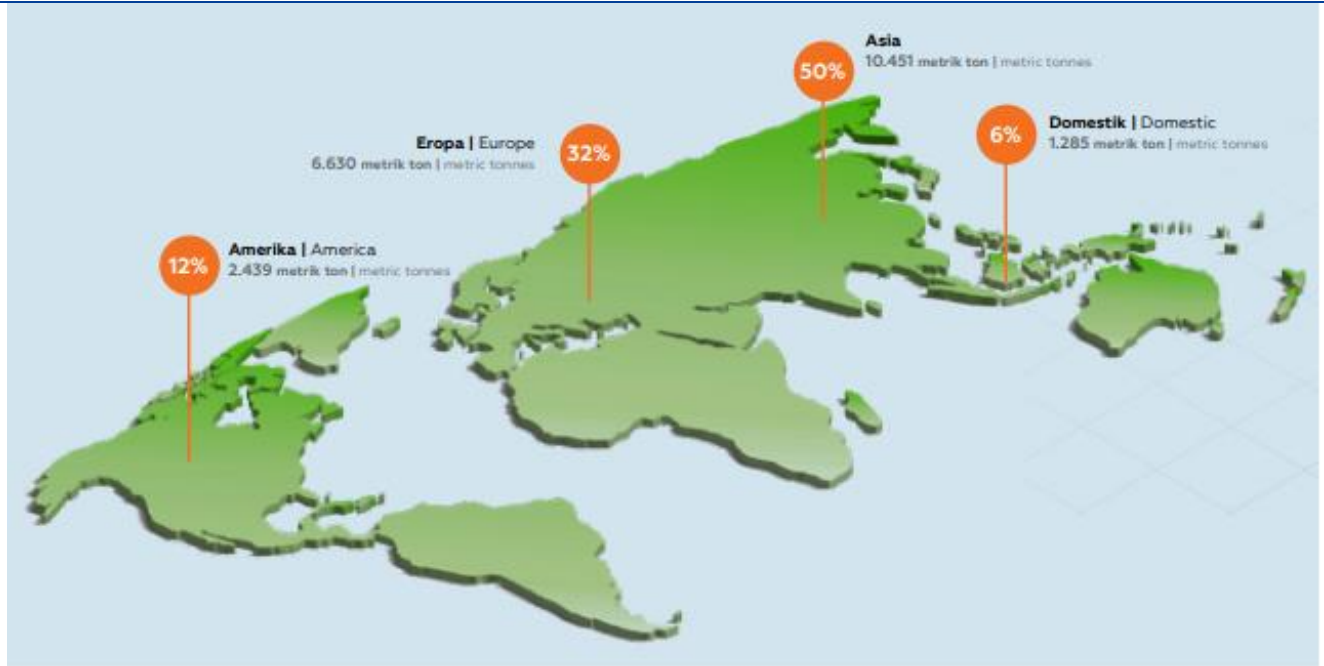 50%
Asia
10.451 metrik ton | metric tonnes
6%
Domestik | Domestic
1.285 metrik ton | metric tonnes
Eropa | Europe
6.630 metrik ton | metric tonnes
32%
12%
Amerika | America
2.439 metrik ton | metric tonnes